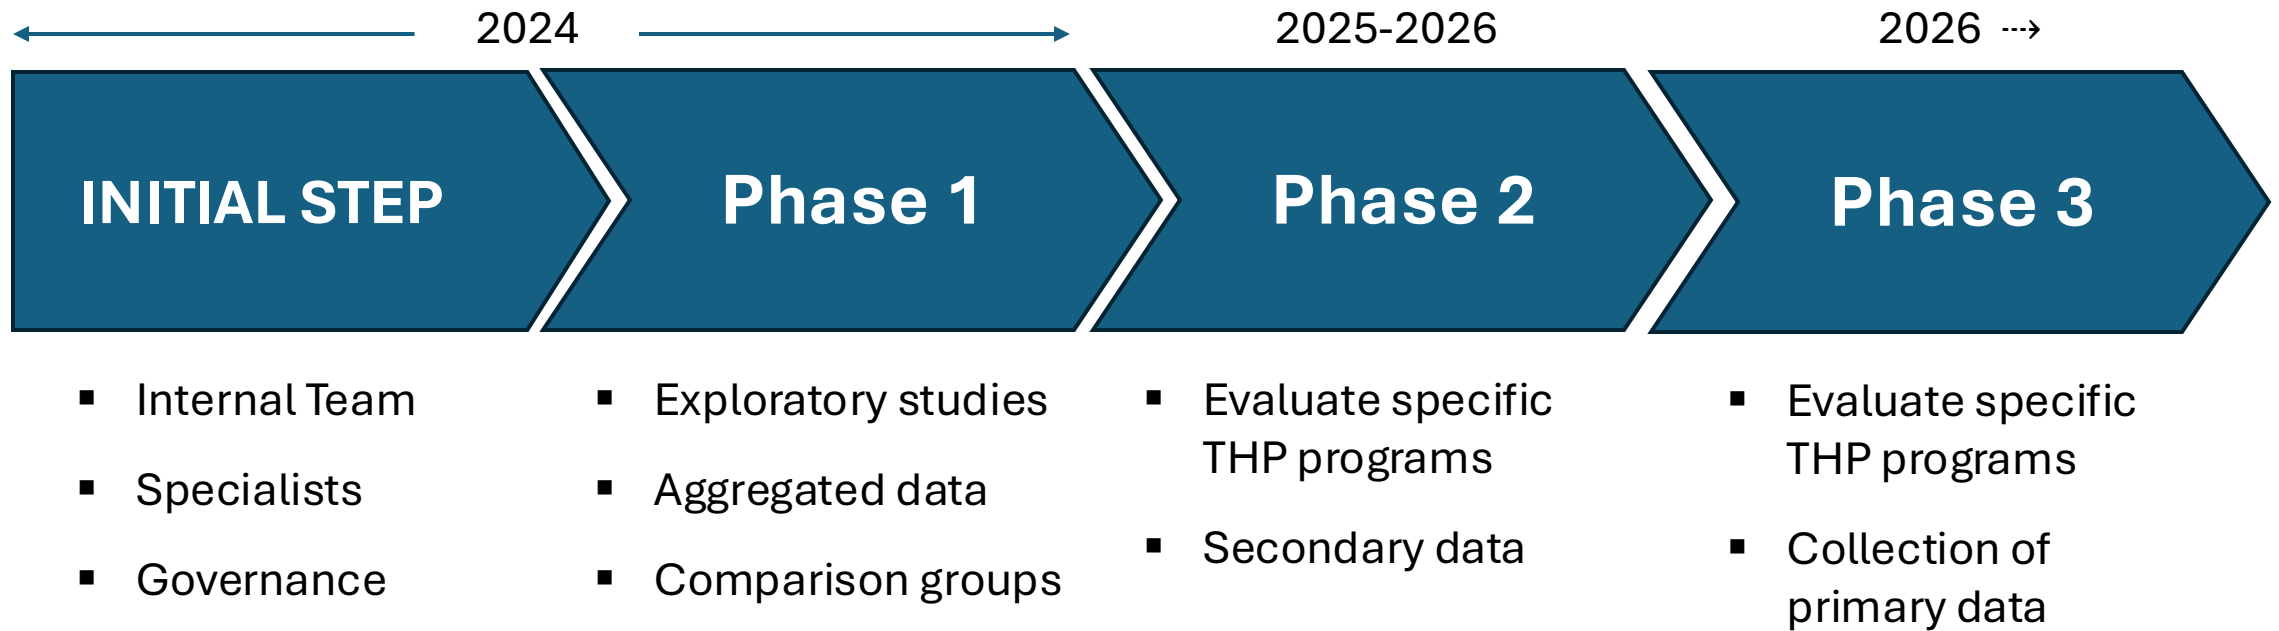 2024
2025-2026
2026 ⇢
INITIAL STEP
Phase 1
Phase 2
Phase 3
▪ Internal Team
▪ Specialists
▪ Governance
▪ Exploratory studies
▪ Aggregated data
▪ Comparison groups
▪ Evaluate specific
THP programs
▪ Secondary data
▪ Evaluate specific
THP programs
▪ Collection of
primary data